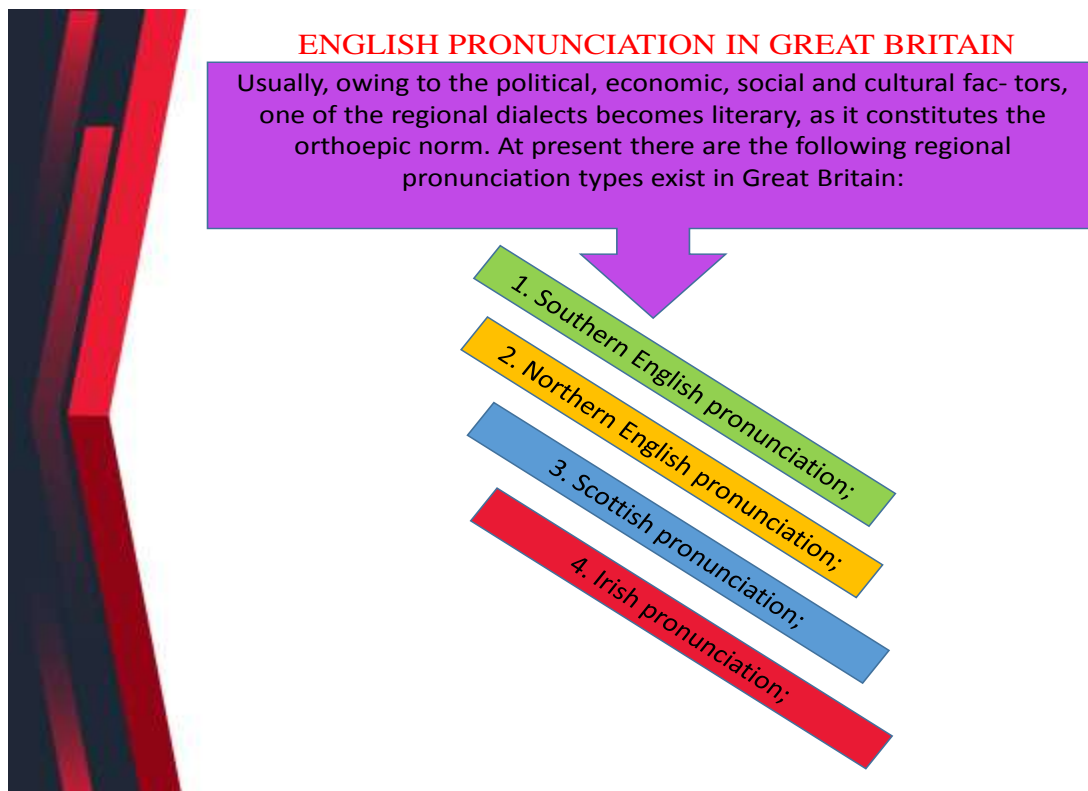 ENGLISH PRONUNCIATION IN GREAT BRITAIN
Usually, owing to the political, economic, social and cultural fac- tors,
one of the regional dialects becomes literary, as it constitutes the
orthoepic norm. At present there are the following regional
pronunciation types exist in Great Britain:
1. Southern English pronunciation;
2. Northern English pronunciation;
3. Scottish pronunciation;
4. Irish pronunciation;